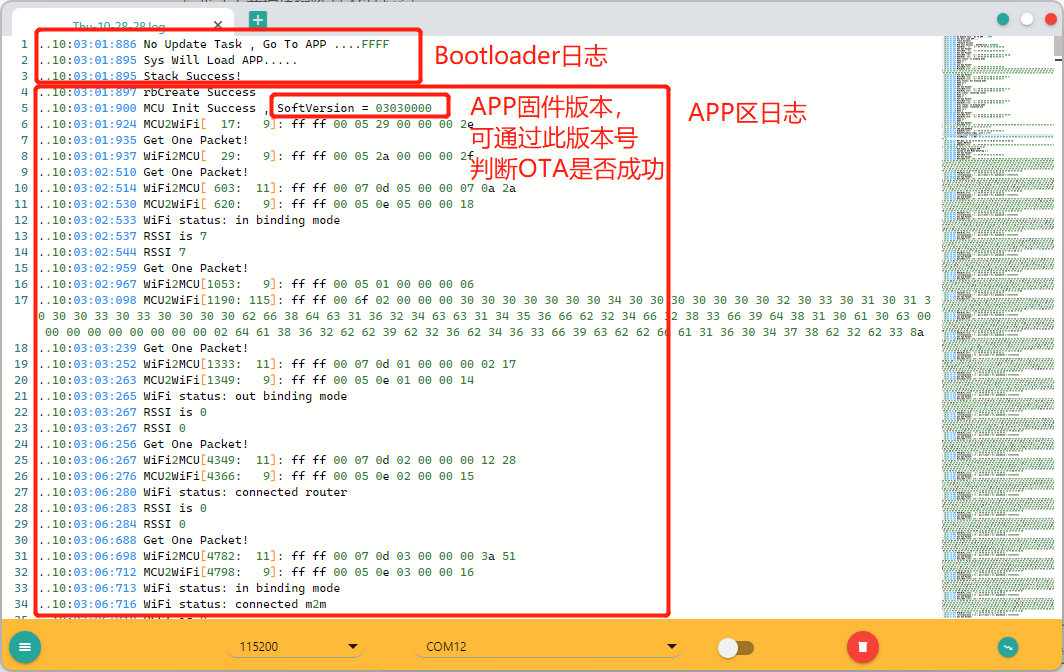 Thu-10-28-28.log
1 ..10:03:01:886 No Update Task , Go To APP ....FFFF
2 ..10:03:01:895 Sys Will Load APP.....
3 ..10:03:01:895 Stack Success!
Bootloader日志
4 ..10:03:01:897 rbCreate Success
5 ..10:03:01:900 MCU Init Success , SoftVersion = 03030000
APP固件版本，
可通过此版本号
判断OTA是否成功
APP区日志
6 ..10:03:01:924 MCU2WiFi[  17:   9]: ff ff 00 05 29 00 00 00 2e
7 ..10:03:01:935 Get One Packet!
8 ..10:03:01:937 WiFi2MCU[  29:   9]: ff ff 00 05 2a 00 00 00 2f
9 ..10:03:02:510 Get One Packet!
10 ..10:03:02:514 WiFi2MCU[ 603:  11]: ff ff 00 07 0d 05 00 00 07 0a 2a
11 ..10:03:02:530 MCU2WiFi[ 620:   9]: ff ff 00 05 0e 05 00 00 18
12 ..10:03:02:533 WiFi status: in binding mode
13 ..10:03:02:537 RSSI is 7
14 ..10:03:02:544 RSSI 7
15 ..10:03:02:959 Get One Packet!
16 ..10:03:02:967 WiFi2MCU[1053:   9]: ff ff 00 05 01 00 00 00 06
17 ..10:03:03:098 MCU2WiFi[1190: 115]: ff ff 00 6f 02 00 00 00 30 30 30 30 30 30 30 34 30 30 30 30 30 30 30 32 30 33 30 31 30 31 3
0 30 30 33 30 33 30 30 30 30 62 66 38 64 63 31 36 32 34 63 63 31 34 35 36 66 62 32 34 66 32 38 33 66 39 64 38 31 30 61 30 63 00
00 00 00 00 00 00 00 00 02 64 61 38 36 32 62 62 39 62 32 36 62 34 36 33 66 39 63 62 62 66 61 31 36 30 34 37 38 62 32 62 33 8a
18 ..10:03:03:239 Get One Packet!
19 ..10:03:03:252 WiFi2MCU[1333:  11]: ff ff 00 07 0d 01 00 00 00 02 17
20 ..10:03:03:263 MCU2WiFi[1349:   9]: ff ff 00 05 0e 01 00 00 14
21 ..10:03:03:265 WiFi status: out binding mode
22 ..10:03:03:267 RSSI is 0
23 ..10:03:03:267 RSSI 0
24 ..10:03:06:256 Get One Packet!
25 ..10:03:06:267 WiFi2MCU[4349:  11]: ff ff 00 07 0d 02 00 00 00 12 28
26 ..10:03:06:276 MCU2WiFi[4366:   9]: ff ff 00 05 0e 02 00 00 15
27 ..10:03:06:280 WiFi status: connected router
28 ..10:03:06:283 RSSI is 0
29 ..10:03:06:284 RSSI 0
30 ..10:03:06:688 Get One Packet!
31 ..10:03:06:698 WiFi2MCU[4782:  11]: ff ff 00 07 0d 03 00 00 00 3a 51
32 ..10:03:06:712 MCU2WiFi[4798:   9]: ff ff 00 05 0e 03 00 00 16
33 ..10:03:06:713 WiFi status: in binding mode
34 ..10:03:06:716 WiFi status: connected m2m
115200
COM12